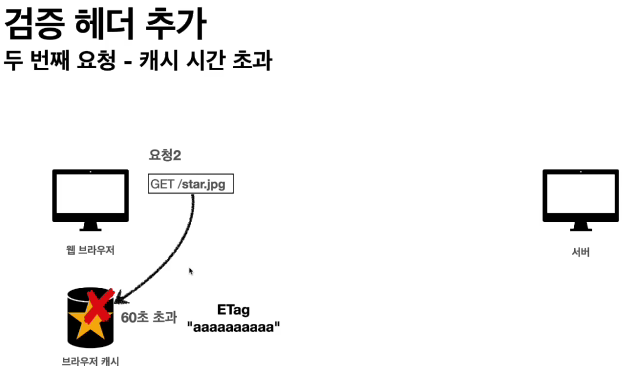 검증 헤더 추가
두 번째 요청 - 캐시 시간 초과
요청2
GET /star.jpg
웹 브라우저
서버
60초 초과
ETag
"aaaaaaaaaa"
브라우저 캐시